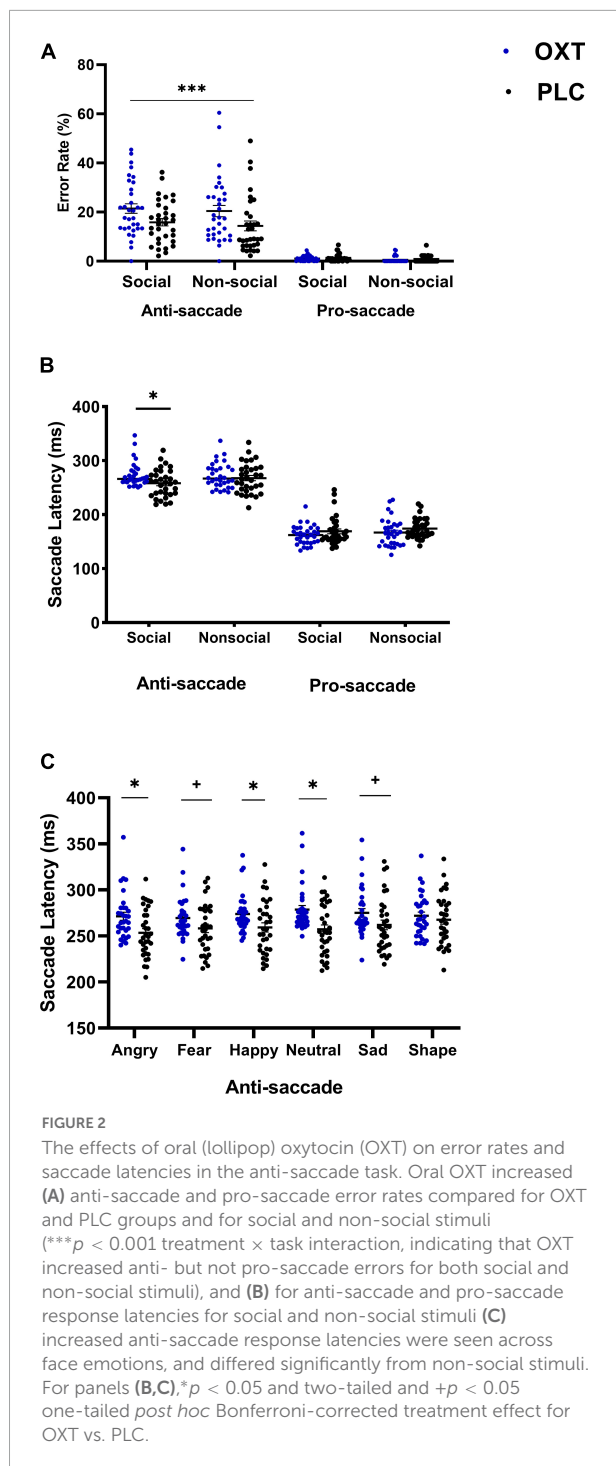 A
OXT
PLC
***
80
60
40
20
0
Error Rate (%)
Social
Non-social
Social
Non-social
Anti-saccade
Pro-saccade
B
*
400
300
200
100
0
Saccade Latency (ms)
Social
Nonsocial
Social
Nonsocial
Anti-saccade
Pro-saccade
C
*
+
*
*
+
400
350
300
250
200
150
Saccade Latency (ms)
Angry
Fear
Happy
Neutral
Sad
Shape
Anti-saccade
FIGURE 2
The effects of oral (lollipop) oxytocin (OXT) on error rates and
saccade latencies in the anti-saccade task. Oral OXT increased
(A) anti-saccade and pro-saccade error rates compared for OXT
and PLC groups and for social and non-social stimuli
(***p < 0.001 treatment × task interaction, indicating that OXT
increased anti- but not pro-saccade errors for both social and
non-social stimuli), and (B) for anti-saccade and pro-saccade
response latencies for social and non-social stimuli (C)
increased anti-saccade response latencies were seen across
face emotions, and differed significantly from non-social stimuli.
For panels (B,C),*p < 0.05 and two-tailed and +p < 0.05
one-tailed post hoc Bonferroni-corrected treatment effect for
OXT vs. PLC.